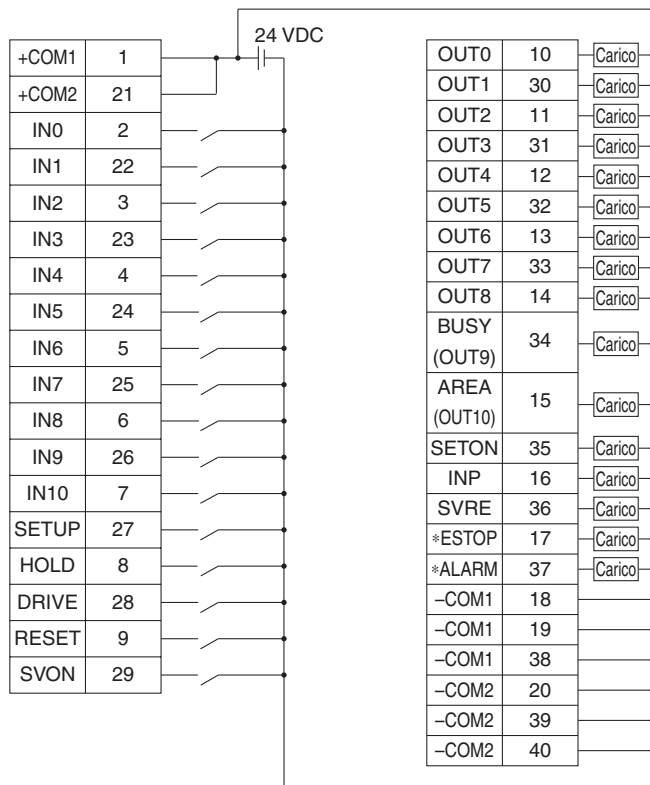 24 VDC
+COM1 1
+COM2 21
IN0 2
IN1 22
IN2 3
IN3 23
IN4 4
IN5 24
IN6 5
IN7 25
IN8 6
IN9 26
IN10 7
SETUP 27
HOLD 8
DRIVE 28
RESET 9
SVON 29
OUT0 10 Carico
OUT1 30 Carico
OUT2 11 Carico
OUT3 31 Carico
OUT4 12 Carico
OUT5 32 Carico
OUT6 13 Carico
OUT7 33 Carico
OUT8 14 Carico
BUSY
(OUT9) 34 Carico
AREA
(OUT10) 15 Carico
SETON 35 Carico
INP 16 Carico
SVRE 36 Carico
*ESTOP 17 Carico
*ALARM 37 Carico
–COM1 18
–COM1 19
–COM1 38
–COM2 20
–COM2 39
–COM2 40